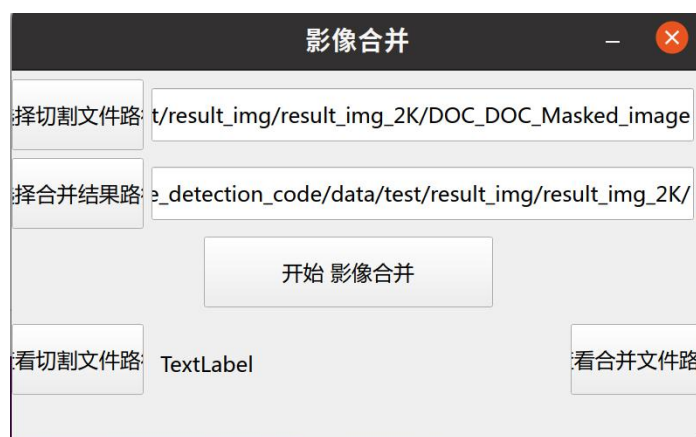 影像合并
择切割文件路 t/result_img/result_img_2K/DOC_DOC_Masked_image
择合并结果路 e_detection_code/data/test/result_img/result_img_2K/
开始 影像合并
看切割文件路 TextLabel 看合并文件路